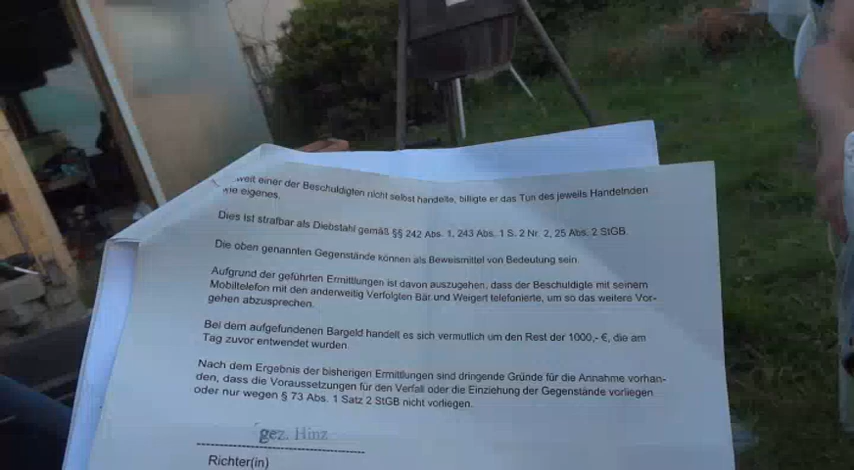 weit einer der Beschuldigten nicht selbst handelte, billigte er das Tun des jeweils Handelnden
wie eigenes.
Dies ist strafbar als Diebstahl gemäß §§ 242 Abs. 1, 243 Abs. 1 S. 2 Nr. 2, 25 Abs. 2 StGB.
Die oben genannten Gegenstände können als Beweismittel von Bedeutung sein.
Aufgrund der geführten Ermittlungen ist davon auszugehen, dass der Beschuldigte mit seinem
Mobiltelefon mit den anderweitig Verfolgten Bär und Weigert telefonierte, um so das weitere Vor-
gehen abzusprechen.
Bei dem aufgefundenen Bargeld handelt es sich vermutlich um den Rest der 1000,- €, die am
Tag zuvor entwendet wurden.
Nach dem Ergebnis der bisherigen Ermittlungen sind dringende Gründe für die Annahme vorhan-
den, dass die Voraussetzungen für den Verfall oder die Einziehung der Gegenstände vorliegen
oder nur wegen § 73 Abs. 1 Satz 2 StGB nicht vorliegen.
gez. Hinz
Richter(in)